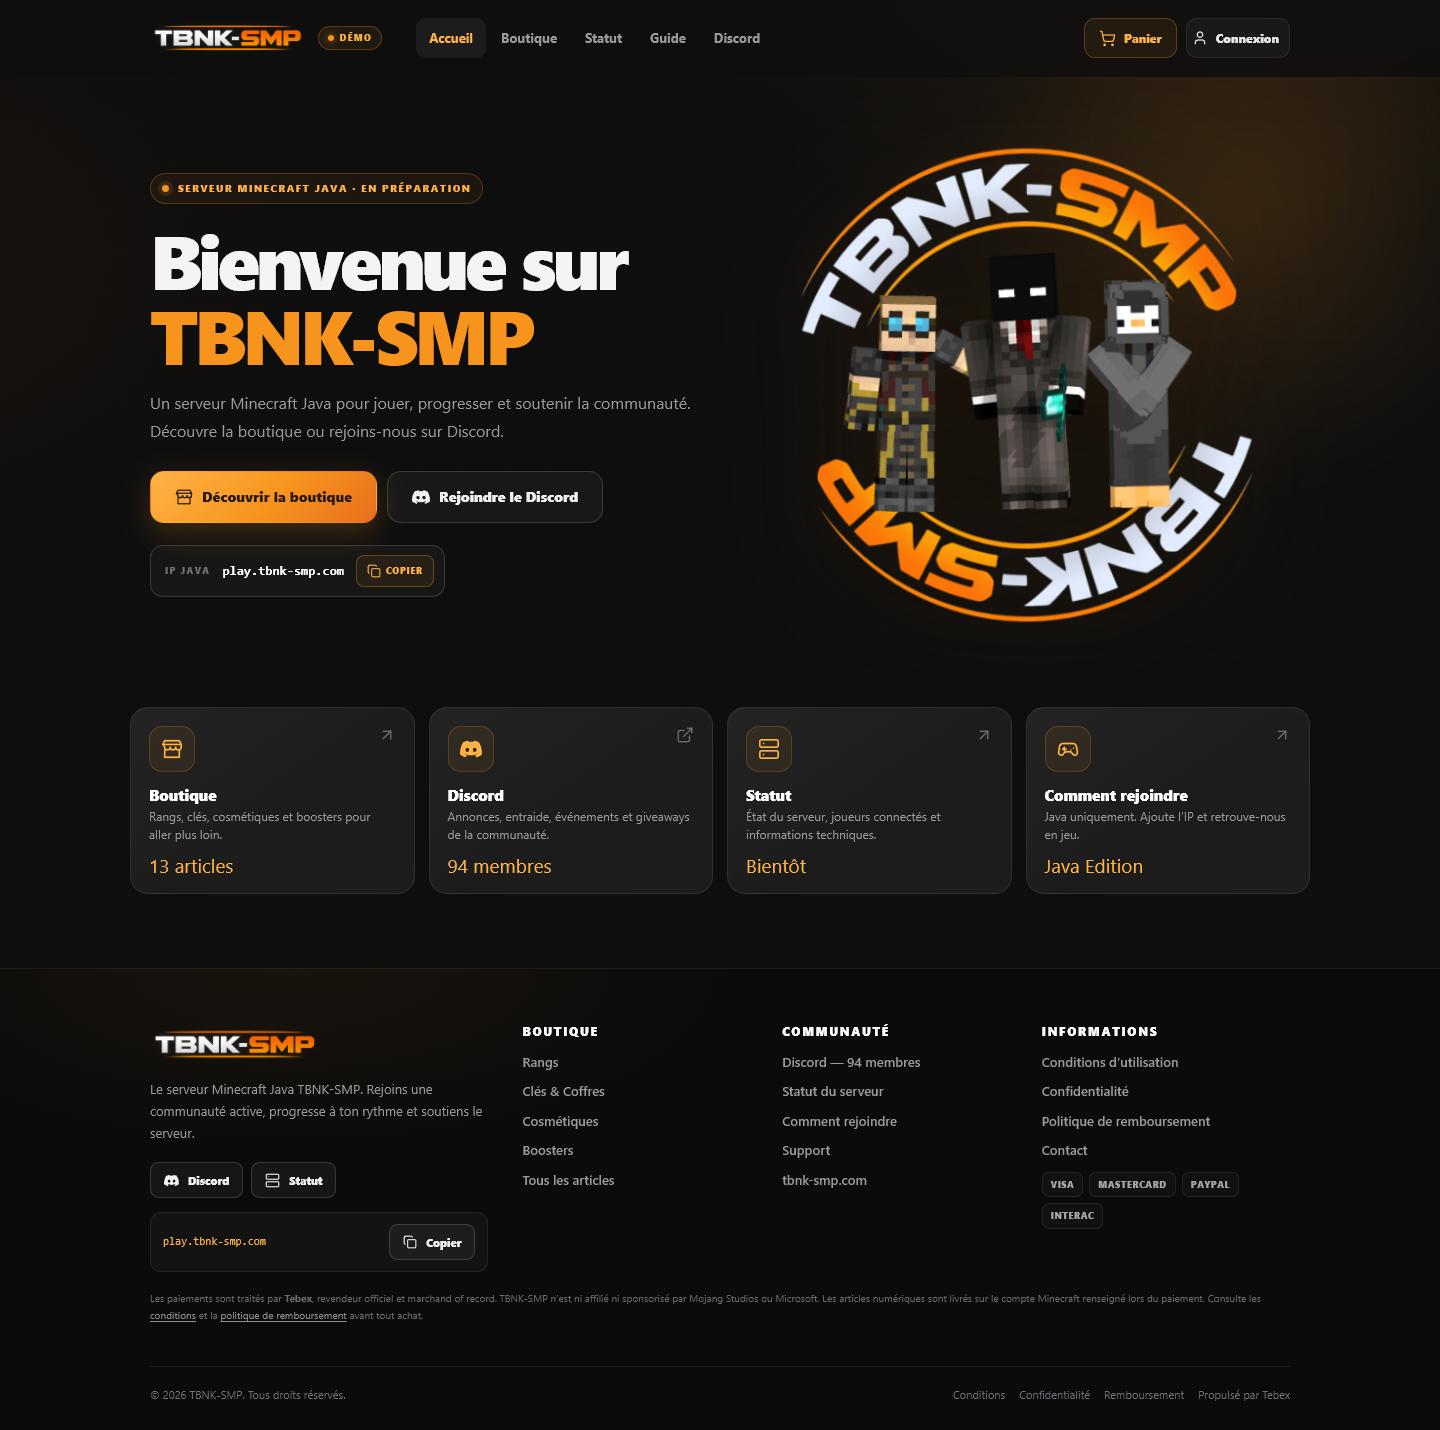 TBNK-SMP
DÉMO
Accueil
Boutique
Statut
Guide
Discord
Panier
Connexion
SERVEUR MINECRAFT JAVA · EN PRÉPARATION
Bienvenue sur
TBNK-SMP
Un serveur Minecraft Java pour jouer, progresser et soutenir la communauté.
Découvre la boutique ou rejoins-nous sur Discord.
Découvrir la boutique
Rejoindre le Discord
IP JAVA
play.tbnk-smp.com
COPIER
TBNK-SMP
TBNK-SMP
Boutique
Rangs, clés, cosmétiques et boosters pour
aller plus loin.
13 articles
Discord
Annonces, entraide, événements et giveaways
de la communauté.
94 membres
Statut
État du serveur, joueurs connectés et
informations techniques.
Bientôt
Comment rejoindre
Java uniquement. Ajoute l'IP et retrouve-nous
en jeu.
Java Edition
TBNK-SMP
Le serveur Minecraft Java TBNK-SMP. Rejoins une
communauté active, progresse à ton rythme et soutiens le
serveur.
Discord
Statut
play.tbnk-smp.com
Copier
BOUTIQUE
Rangs
Clés & Coffres
Cosmétiques
Boosters
Tous les articles
COMMUNAUTÉ
Discord — 94 membres
Statut du serveur
Comment rejoindre
Support
tbnk-smp.com
INFORMATIONS
Conditions d'utilisation
Confidentialité
Politique de remboursement
Contact
VISA
MASTERCARD
PAYPAL
INTERAC
Les paiements sont traités par Tebex, revendeur officiel et marchand of record. TBNK-SMP n'est ni affilié ni sponsorisé par Mojang Studios ou Microsoft. Les articles numériques sont livrés sur le compte Minecraft renseigné lors du paiement. Consulte les
conditions et la politique de remboursement avant tout achat.
© 2026 TBNK-SMP. Tous droits réservés.
Conditions
Confidentialité
Remboursement
Propulsé par Tebex